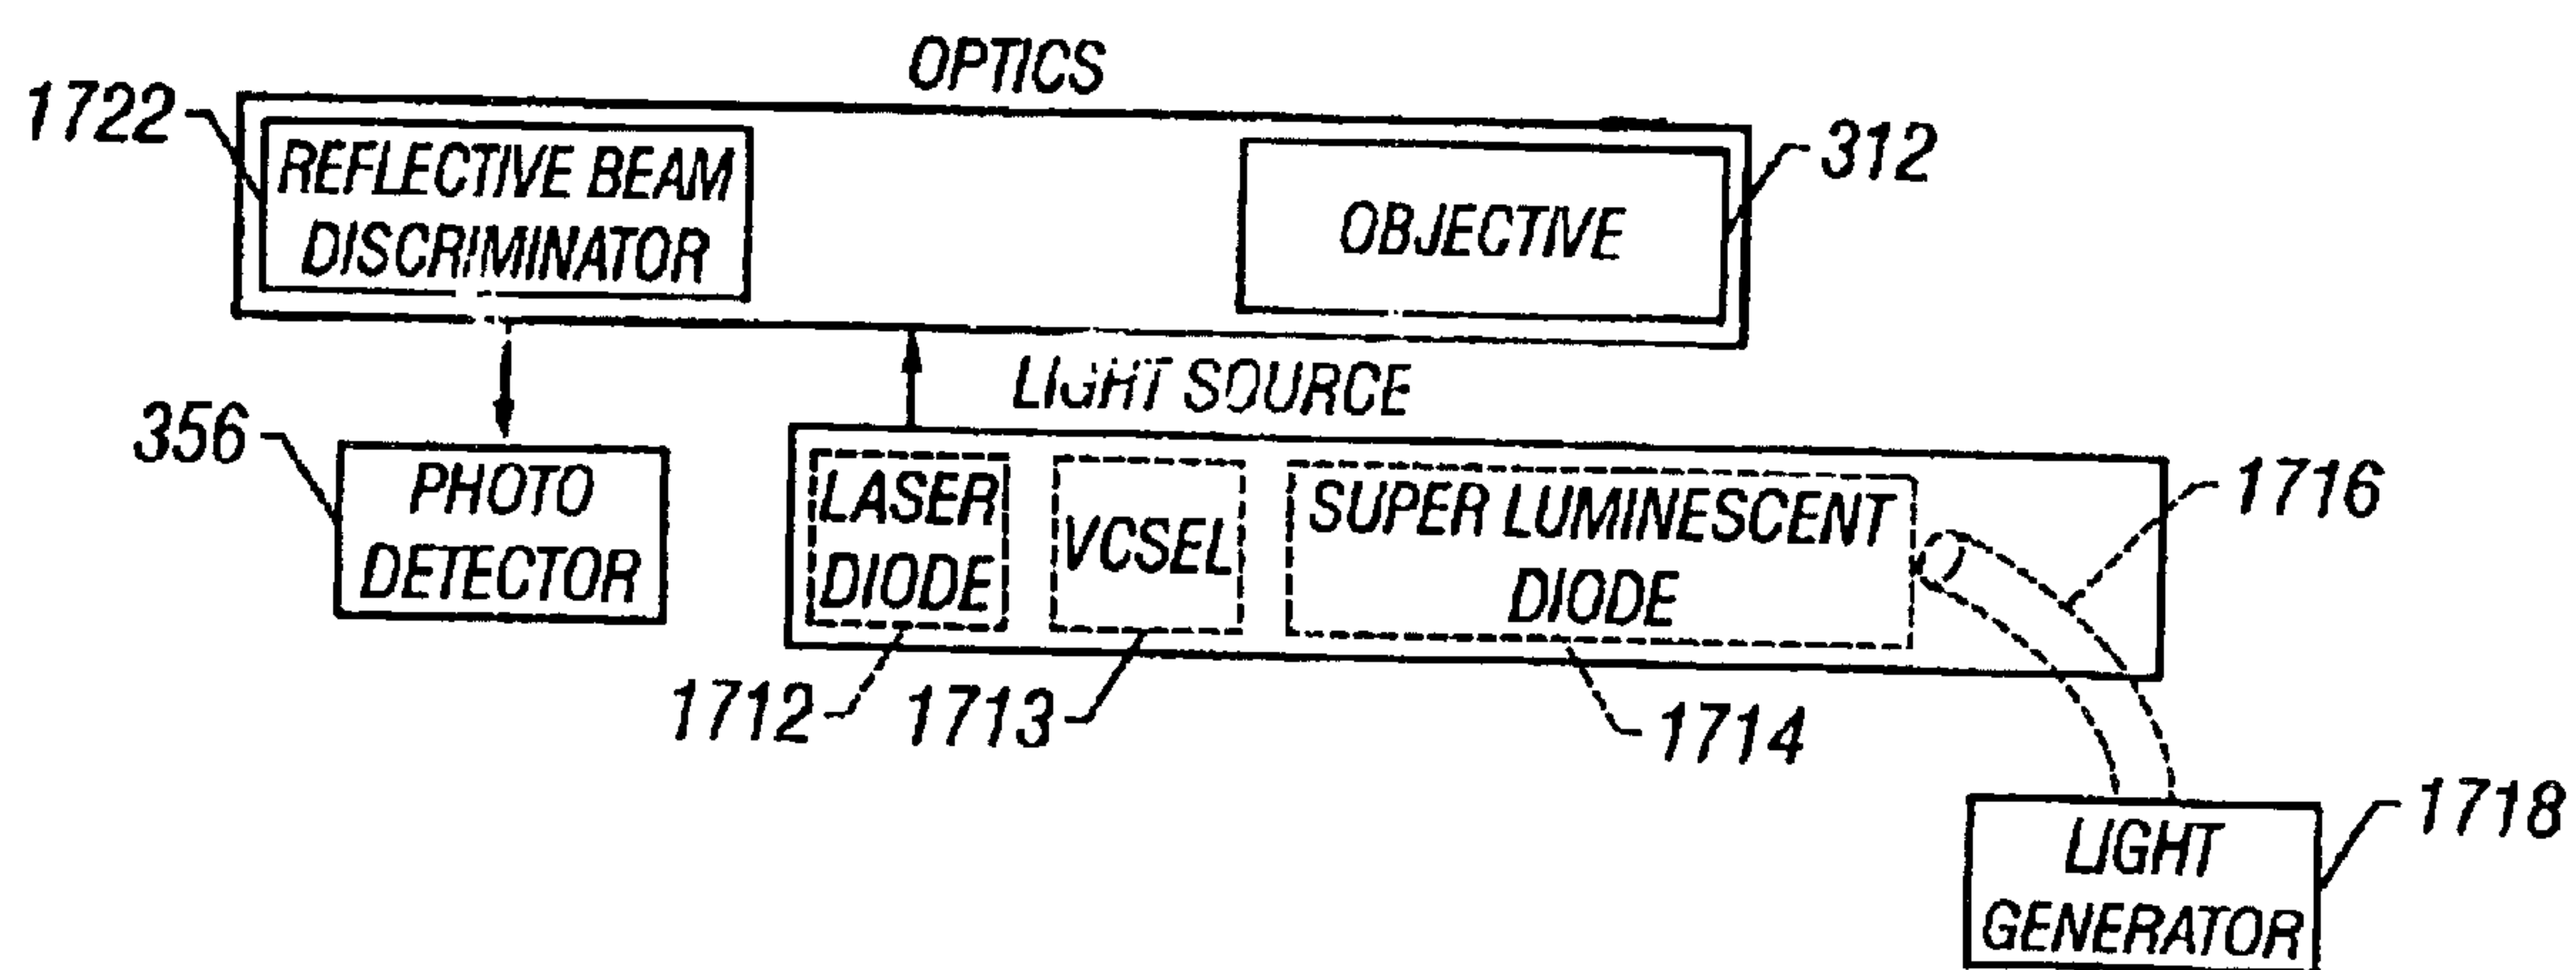 OPTICS
1722
REFLECTIVE BEAM
DISCRIMINATOR
OBJECTIVE
312
LIGHT SOURCE
356
PHOTO
DETECTOR
LASER
DIODE
VCSEL
SUPER LUMINESCENT
DIODE
1716
1712
1713
1714
LIGHT
GENERATOR
1718